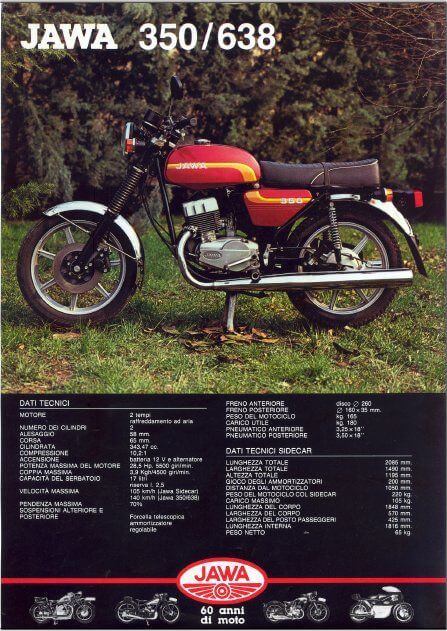 JAWA 350/638
JAWA
350
JAWA
DATI TECNICI
MOTORE 2 tempi
raffreddamento ad aria
NUMERO DEI CILINDRI 2
ALESAGGIO 58 mm.
CORSA 65 mm.
CILINDRATA 343,47 cc.
COMPRESSIONE 10,2:1
ACCENSIONE batteria 12 V e alternatore
POTENZA MASSIMA DEL MOTORE 26,5 Hp. 5500 giri/min.
COPPIA MASSIMA 3,9 Kgh/4500 giri/min.
CAPACITÀ DEL SERBATOIO 17 litri
riserva l. 2,5
VELOCITÀ MASSIMA 105 km/h (Jawa Sidecar)
140 km/h (Jawa 350/638)
PENDENZA MASSIMA 70%
SOSPENSIONI ALTERIORE E
POSTERIORE Forcella telescopica
ammortizzatore
regolabile
FRENO ANTERIORE disco Ø 260
FRENO POSTERIORE Ø 160 x 35 mm.
PESO DEL MOTOCICLO kg. 165
CARICO UTILE kg. 180
PNEUMATICO ANTERIORE 3,25 x 18"
PNEUMATICO POSTERIORE 3,50 x 18"
DATI TECNICI SIDECAR
LUNGHEZZA TOTALE 2085 mm.
LARGHEZZA TOTALE 1490 mm.
ALTEZZA TOTALE 1195 mm.
GIOCO DEGLI AMMORTIZZATORI 200 mm.
DISTANZA DAL MOTOCICLO 1050 mm.
PESO DEL MOTOCICLO COL SIDECAR 220 kg.
CARICO MASSIMO 105 kg.
LUNGHEZZA DEL CORPO 1848 mm.
LARGHEZZA DEL CORPO 570 mm.
LARGHEZZA DEL POSTO PASSEGGERI 425 mm.
LUNGHEZZA INTERNA 1816 mm.
PESO NETTO 65 kg.
JAWA
60 anni
di moto